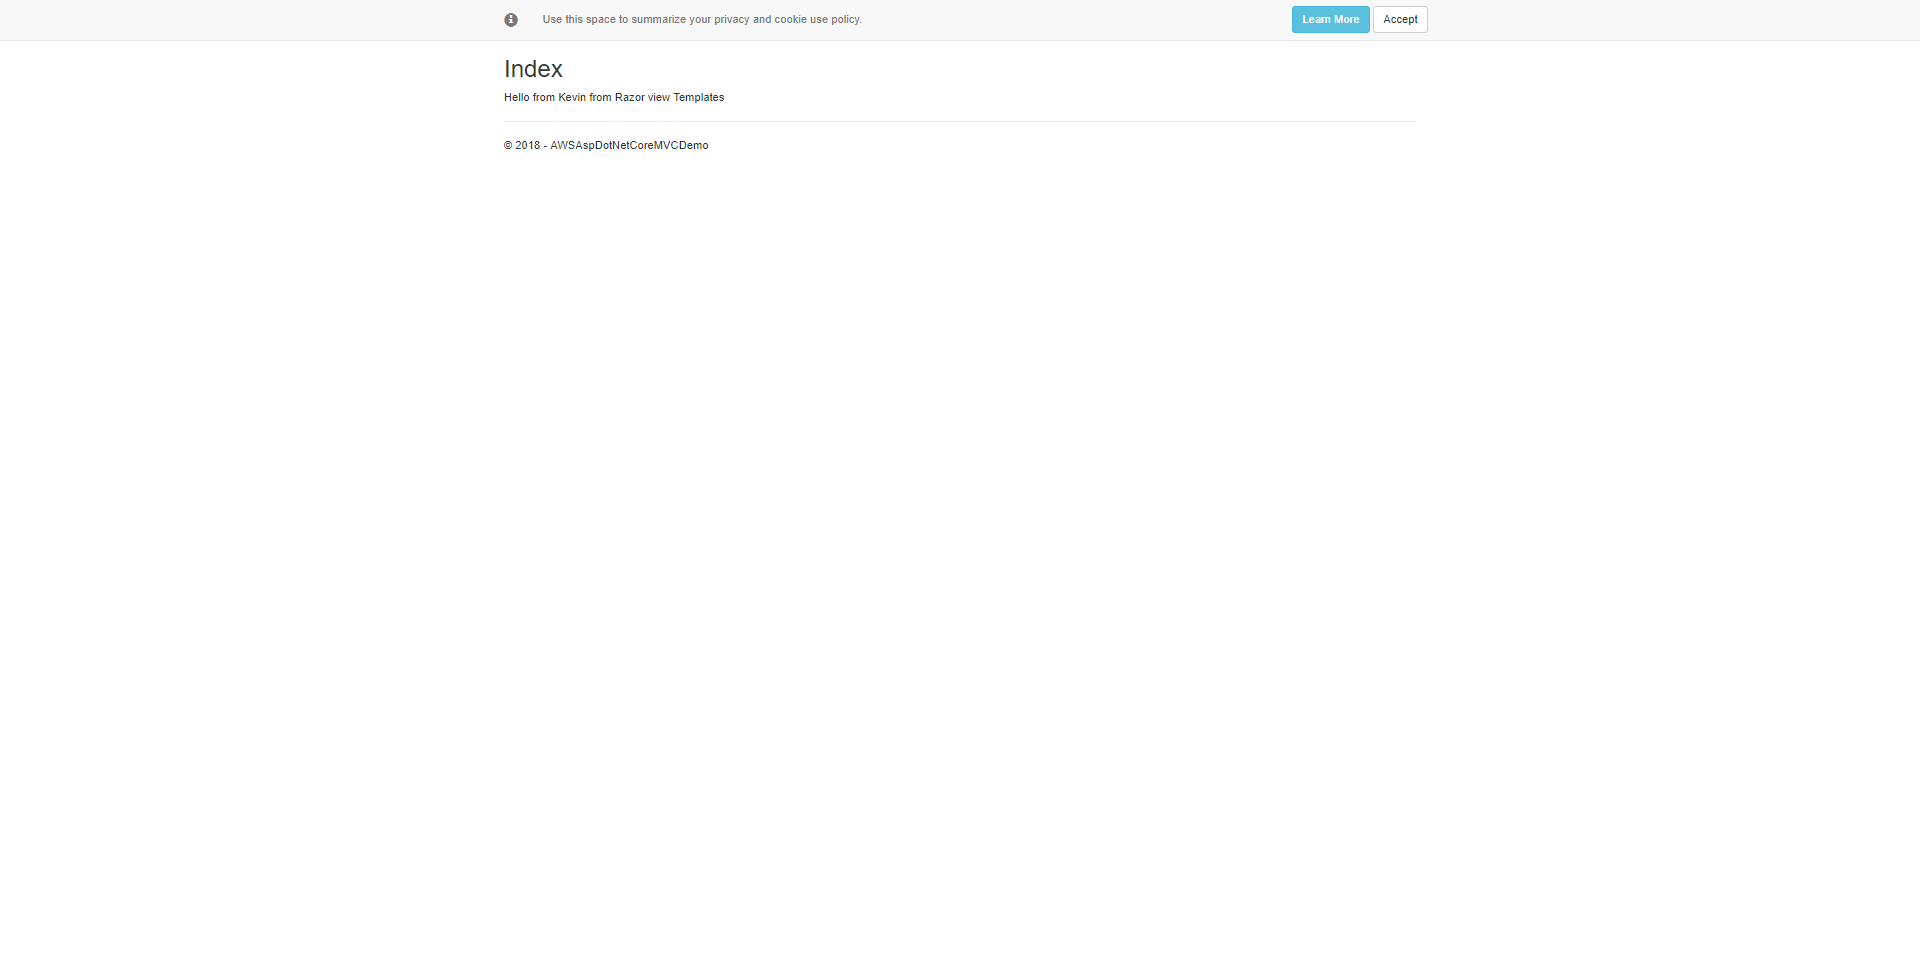 Use this space to summarize your privacy and cookie use policy.
Learn More
Accept
Index
Hello from Kevin from Razor view Templates
© 2018 - AWSAspDotNetCoreMVCDemo